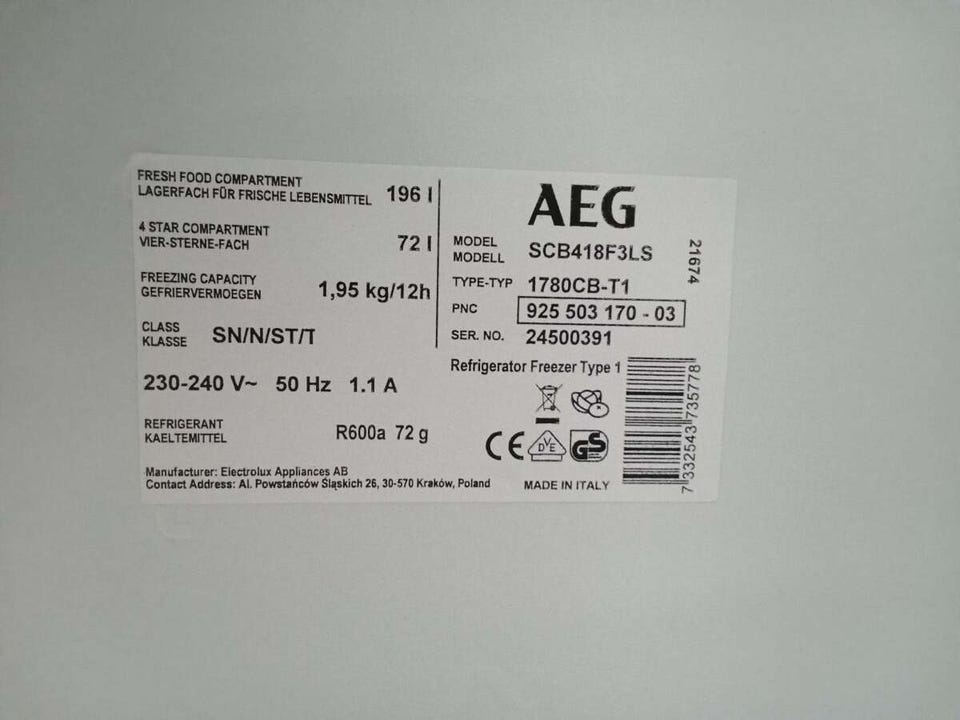 FRESH FOOD COMPARTMENT
LAGERFACH FÜR FRISCHE LEBENSMITTEL 196 l
4 STAR COMPARTMENT
VIER-STERNE-FACH 72 l
FREEZING CAPACITY
GEFRIERVERMOEGEN 1,95 kg/12h
CLASS
KLASSE SN/N/ST/T
230-240 V~ 50 Hz 1.1 A
REFRIGERANT
KAELTEMITTEL R600a 72 g
Manufacturer: Electrolux Appliances AB
Contact Address: Al. Powstańców Śląskich 26, 30-570 Kraków, Poland
AEG
MODEL
MODELL SCB418F3LS
TYPE-TYP 1780CB-T1
PNC 925 503 170 - 03
SER. NO. 24500391
21674
Refrigerator Freezer Type 1
CE DVE GS
MADE IN ITALY
7 332543 735778